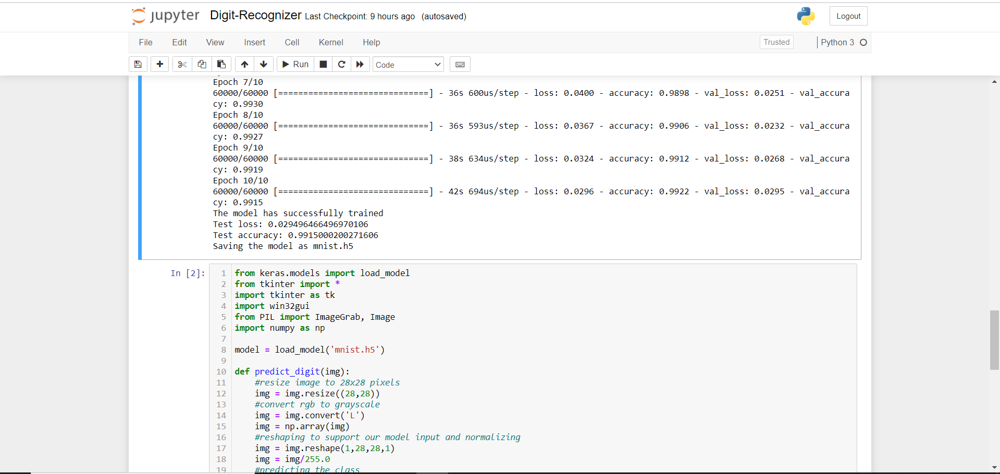 jupyter Digit-Recognizer Last Checkpoint: 9 hours ago (autosaved) Logout
File Edit View Insert Cell Kernel Help Trusted Python 3
Run Code
Epoch 7/10
60000/60000 [==============================] - 36s 600us/step - loss: 0.0400 - accuracy: 0.9898 - val_loss: 0.0251 - val_accura
cy: 0.9930
Epoch 8/10
60000/60000 [==============================] - 36s 593us/step - loss: 0.0367 - accuracy: 0.9906 - val_loss: 0.0232 - val_accura
cy: 0.9927
Epoch 9/10
60000/60000 [==============================] - 38s 634us/step - loss: 0.0324 - accuracy: 0.9912 - val_loss: 0.0268 - val_accura
cy: 0.9919
Epoch 10/10
60000/60000 [==============================] - 42s 694us/step - loss: 0.0296 - accuracy: 0.9922 - val_loss: 0.0295 - val_accura
cy: 0.9915
The model has successfully trained
Test loss: 0.029496466496970106
Test accuracy: 0.9915000200271606
Saving the model as mnist.h5
In [2]:
1 from keras.models import load_model
2 from tkinter import *
3 import tkinter as tk
4 import win32gui
5 from PIL import ImageGrab, Image
6 import numpy as np
7
8 model = load_model('mnist.h5')
9
10 def predict_digit(img):
11     #resize image to 28x28 pixels
12     img = img.resize((28,28))
13     #convert rgb to grayscale
14     img = img.convert('L')
15     img = np.array(img)
16     #reshaping to support our model input and normalizing
17     img = img.reshape(1,28,28,1)
18     img = img/255.0
19     #predicting the class